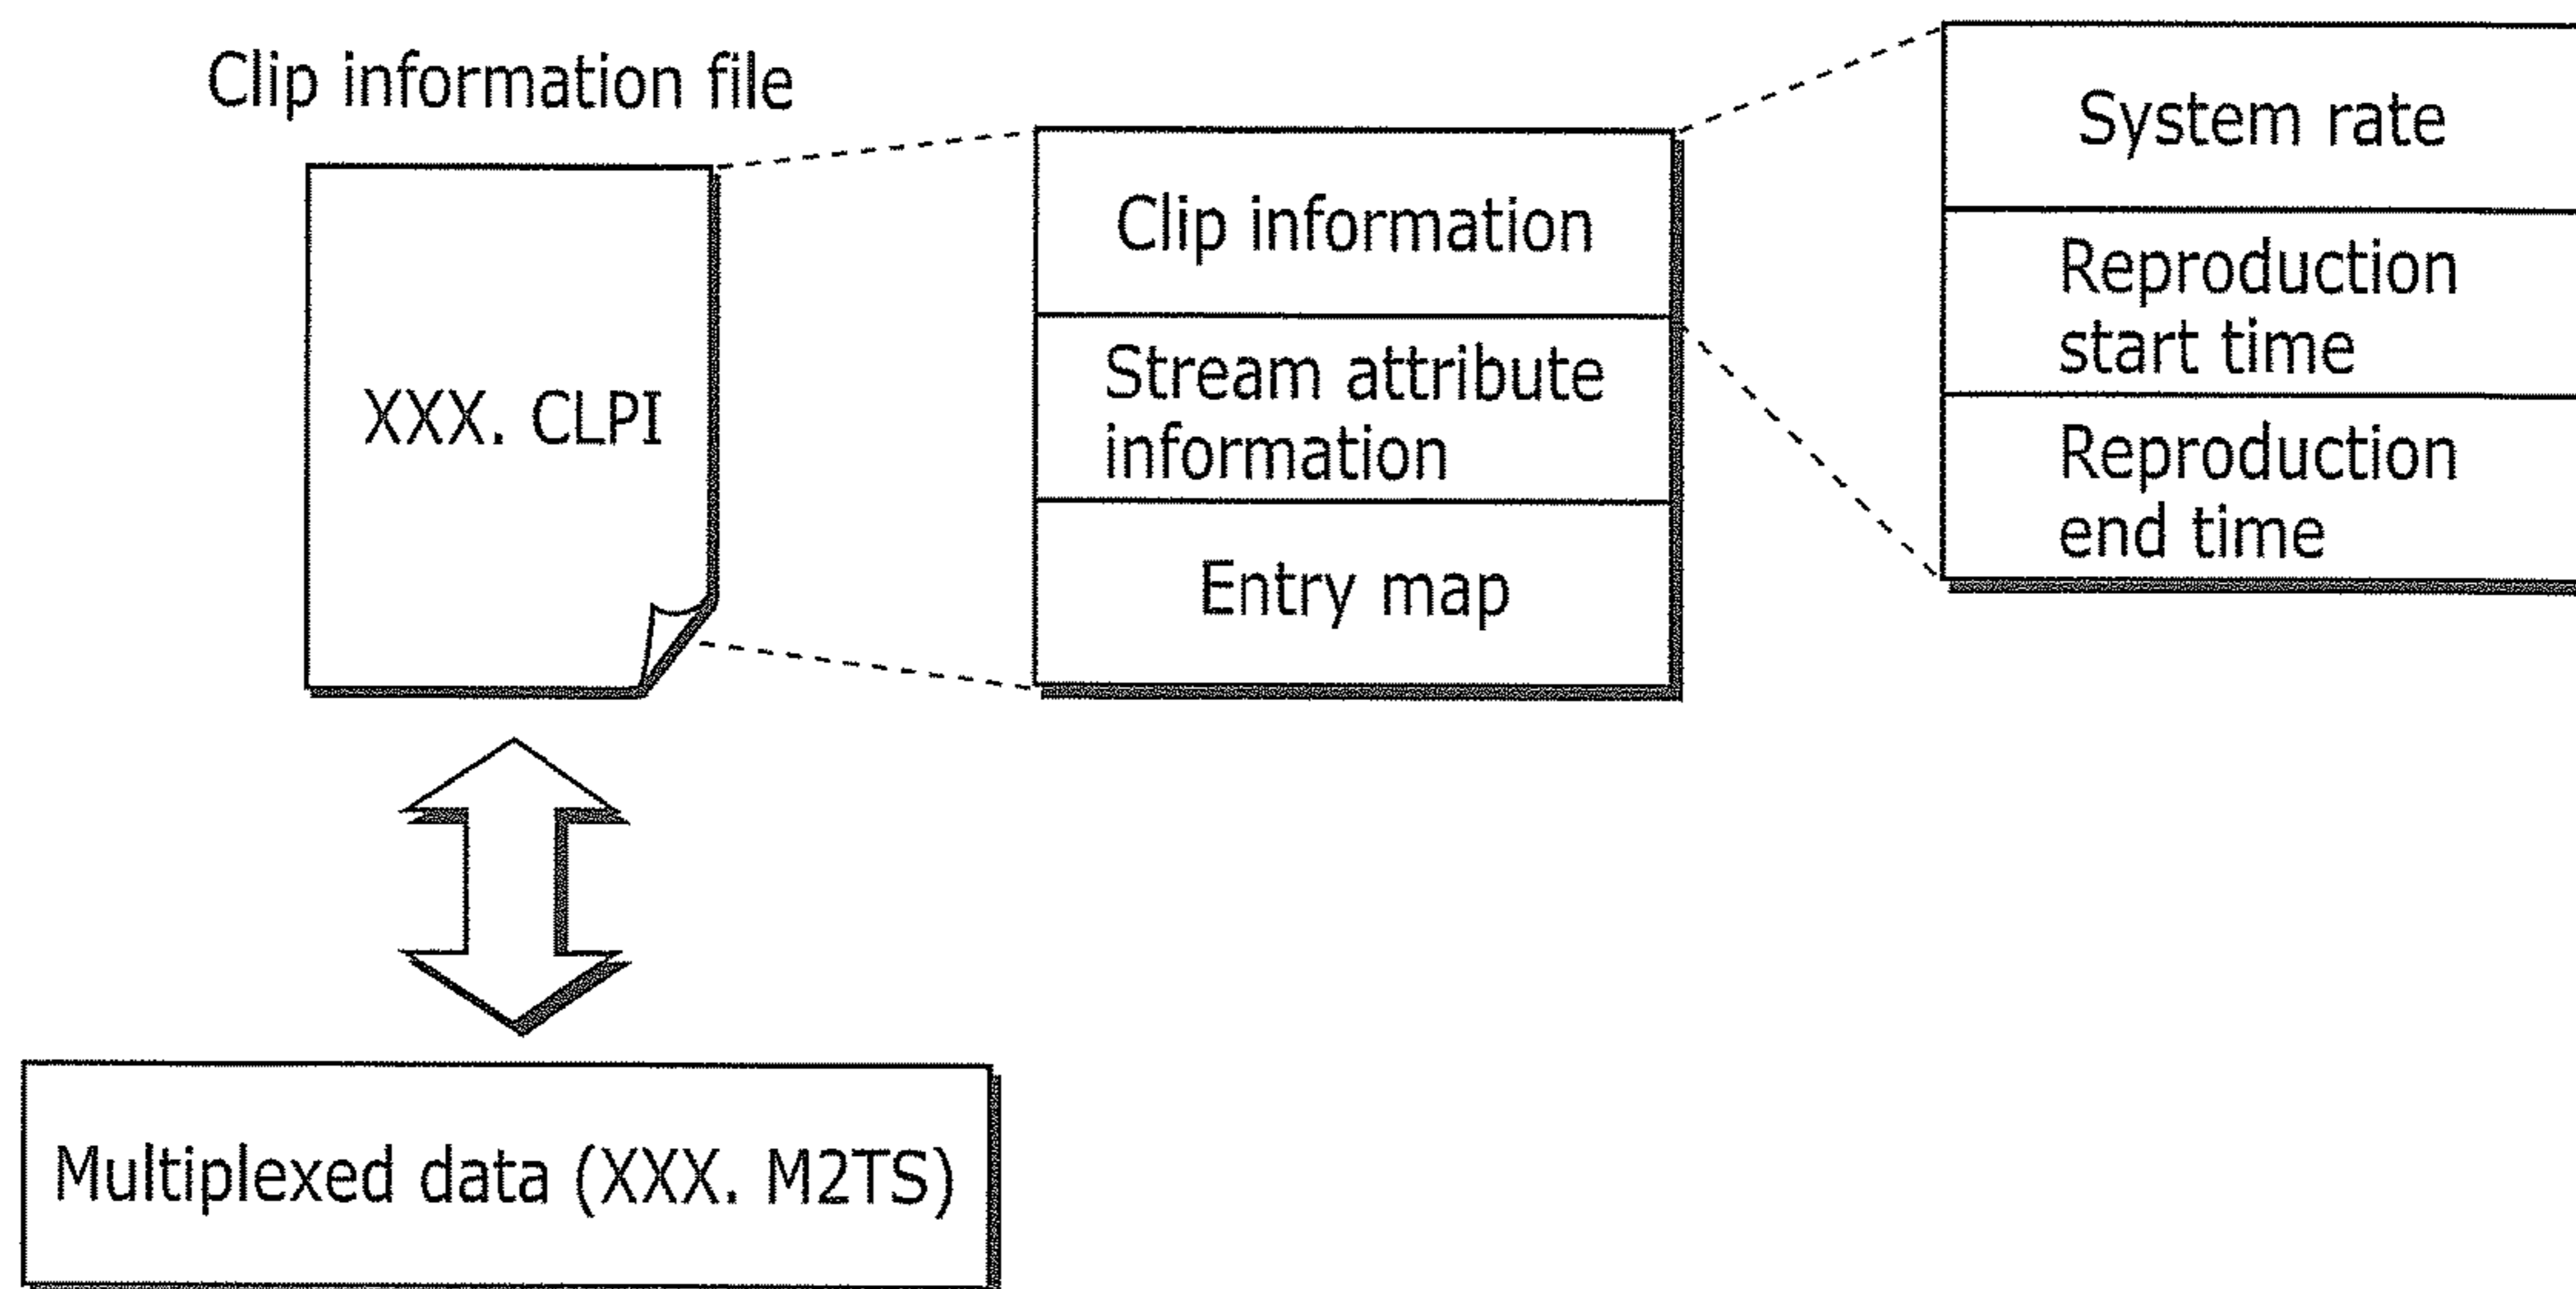 Clip information file
XXX. CLPI
Clip information
Stream attribute
information
Entry map
System rate
Reproduction
start time
Reproduction
end time
Multiplexed data (XXX. M2TS)